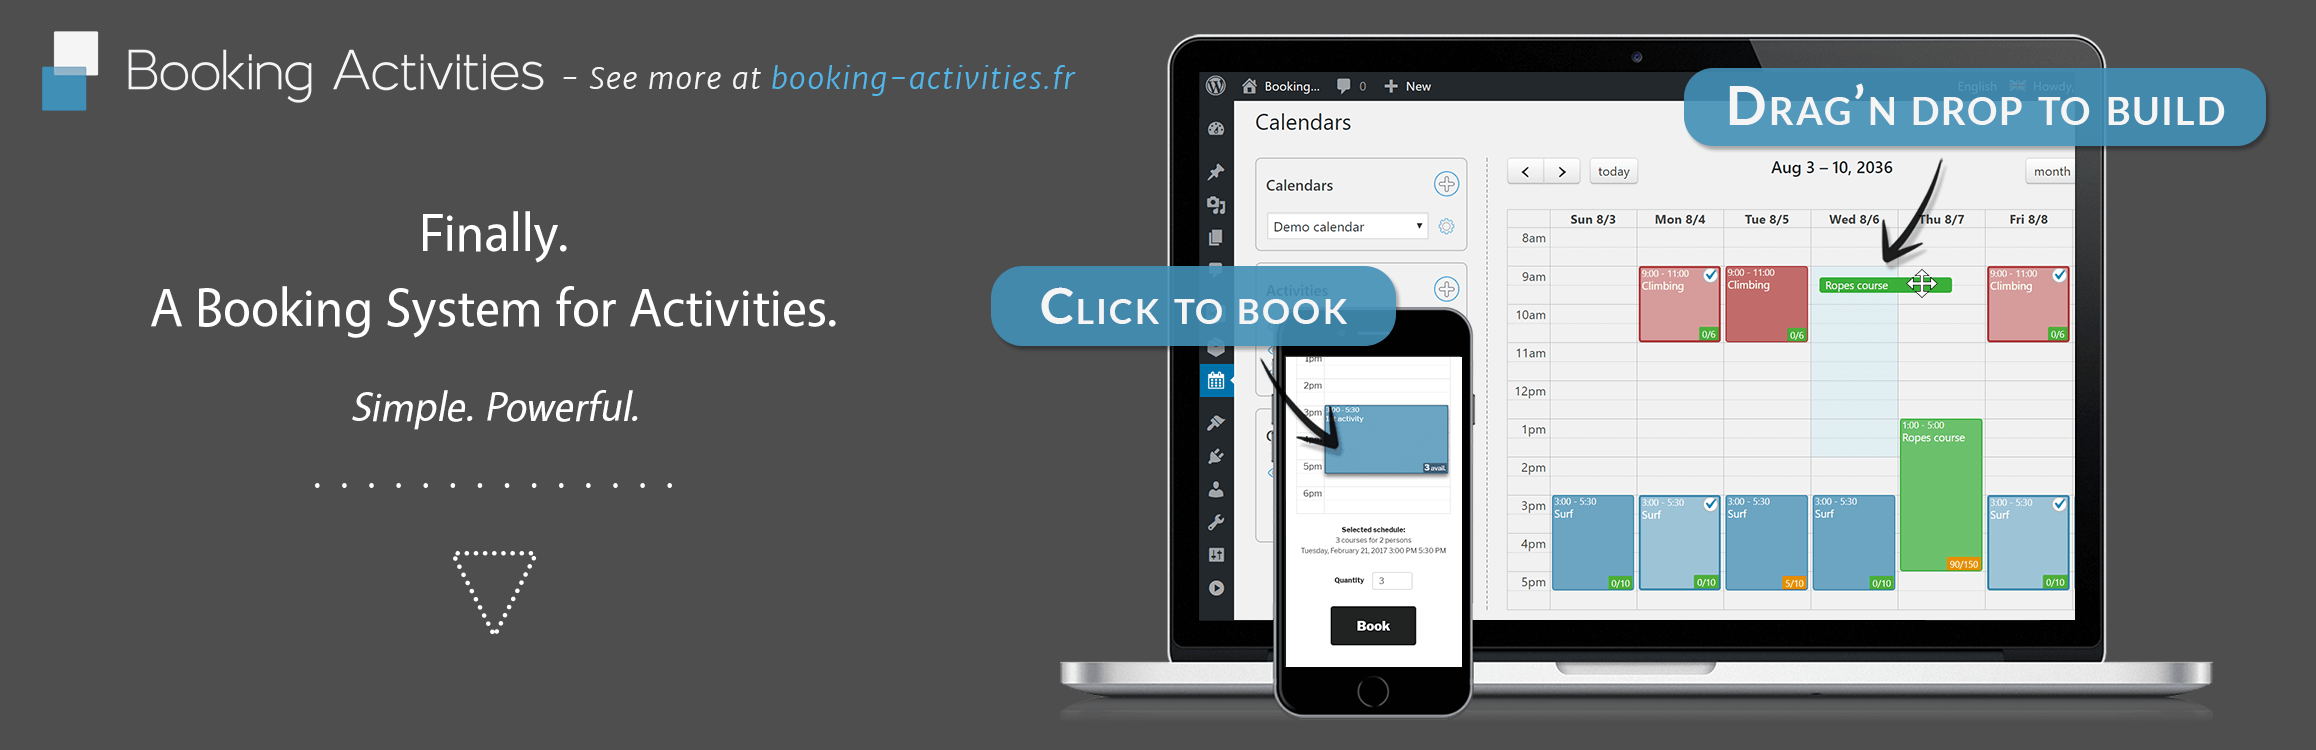 Booking Activities - See more at booking-activities.fr
Finally.
A Booking System for Activities.
Simple. Powerful.
DRAG'N DROP TO BUILD
CLICK TO BOOK
Booking... 0 New English Howdy,
Calendars
Calendars
Demo calendar
Activities
today
Aug 3 – 10, 2036
month
Sun 8/3 Mon 8/4 Tue 8/5 Wed 8/6 Thu 8/7 Fri 8/8
8am
9am
10am
11am
12pm
1pm
2pm
3pm
4pm
5pm
9:00 - 11:00
Climbing
0/6
9:00 - 11:00
Climbing
0/6
Ropes course
9:00 - 11:00
Climbing
0/6
1:00 - 5:00
Ropes course
90/150
3:00 - 5:30
Surf
0/10
3:00 - 5:30
Surf
0/10
3:00 - 5:30
Surf
5/10
3:00 - 5:30
Surf
0/10
3:00 - 5:30
Surf
0/10
1pm
2pm
3pm
5pm
6pm
activity
3 avail.
Selected schedule:
3 courses for 2 persons
Tuesday, February 21, 2017 3:00 PM 5:30 PM
Quantity 3
Book